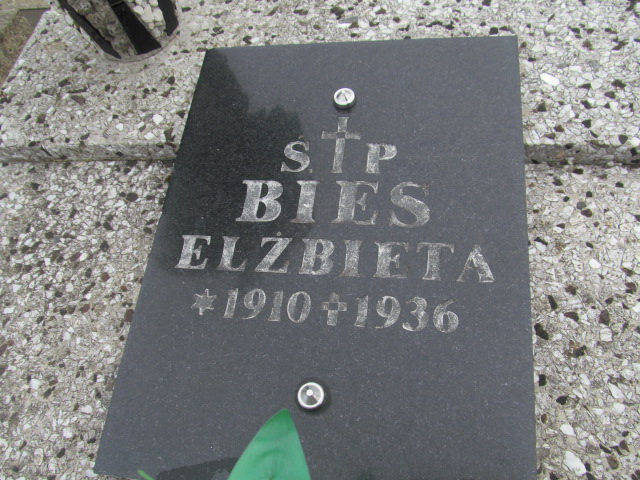 Ś.†P
BIES
ELŻBIETA
*1910†1936